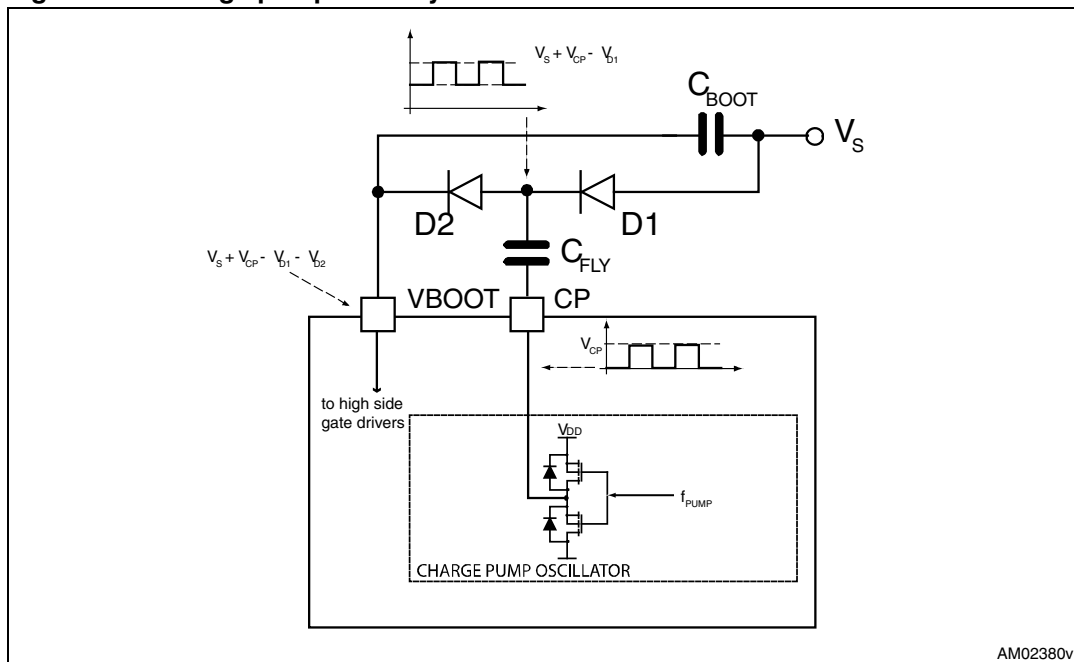 V_S + V_CP - V_D1
C_BOOT
V_S
D2
D1
C_FLY
V_S + V_CP - V_D1 - V_D2
VBOOT
CP
V_CP
to high side
gate drivers
VDD
f_PUMP
CHARGE PUMP OSCILLATOR
AM02380v